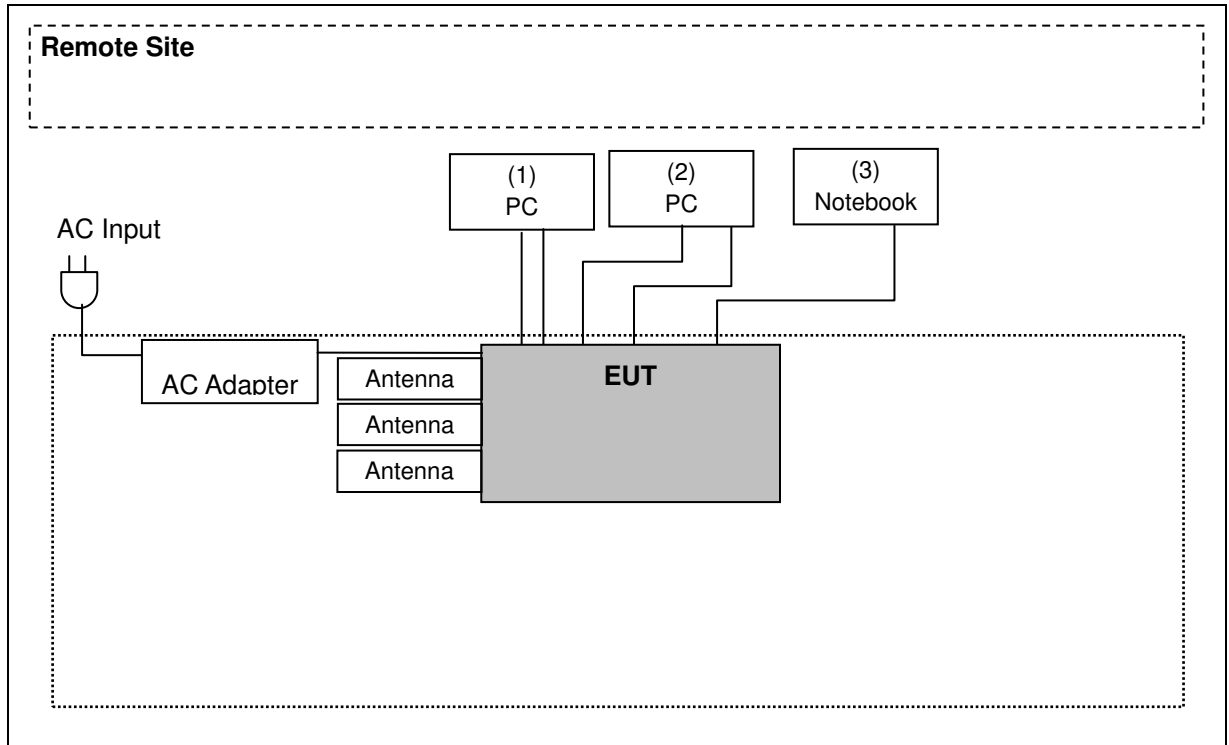 Remote Site
(1)
PC
(2)
PC
(3)
Notebook
AC Input
AC Adapter
Antenna
EUT
Antenna
Antenna